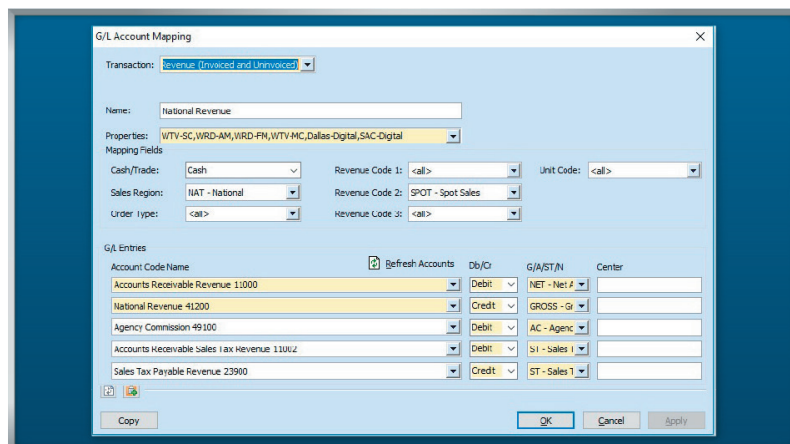 G/L Account Mapping
Transaction: Revenue (Invoiced and Uninvoiced)
Name: National Revenue
Properties: WTV-SC,WRD-AM,WRD-FM,WTV-MC,Dallas-Digital,SAC-Digital
Mapping Fields
Cash/Trade: Cash Revenue Code 1: <all> Unit Code: <all>
Sales Region: NAT - National Revenue Code 2: SPOT - Spot Sales
Order Type: <all> Revenue Code 3: <all>
G/L Entries
Account Code Name Refresh Accounts Db/Cr G/A/ST/N Center
Accounts Receivable Revenue 11000 Debit NET - Net A
National Revenue 41200 Credit GROSS - Gr
Agency Commission 49100 Debit AC - Agenc
Accounts Receivable Sales Tax Revenue 11002 Debit ST - Sales T
Sales Tax Payable Revenue 23900 Credit ST - Sales T
Copy OK Cancel Apply